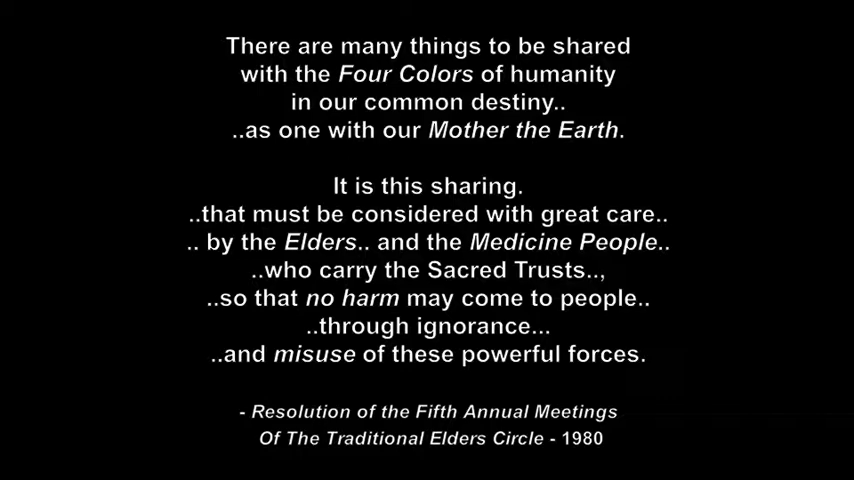 There are many things to be shared
with the Four Colors of humanity
in our common destiny..
..as one with our Mother the Earth.
It is this sharing.
..that must be considered with great care..
.. by the Elders.. and the Medicine People..
..who carry the Sacred Trusts..,
..so that no harm may come to people..
..through ignorance...
..and misuse of these powerful forces.
- Resolution of the Fifth Annual Meetings
Of The Traditional Elders Circle - 1980